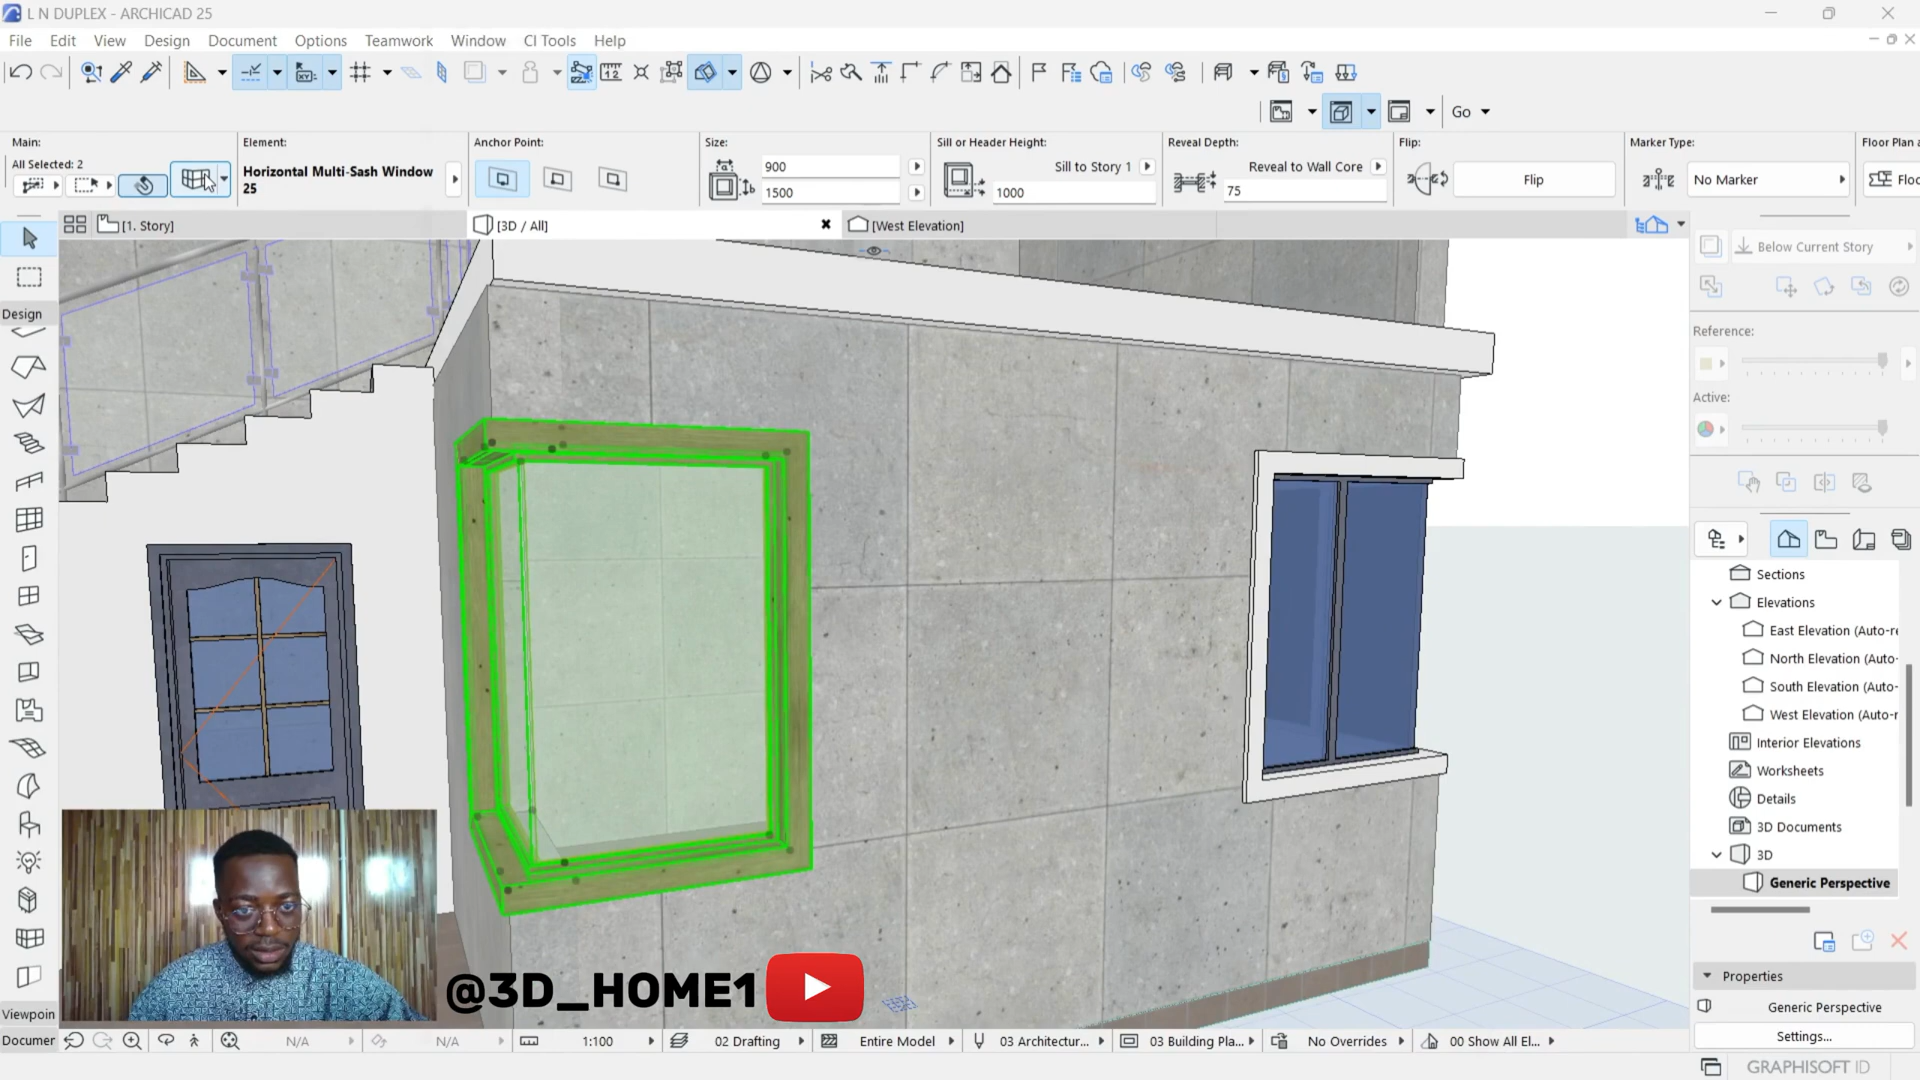 L N DUPLEX - ARCHICAD 25
File Edit View Design Document Options Teamwork Window CI Tools Help
Go
Main:
All Selected: 2
Element:
Horizontal Multi-Sash Window 25
Anchor Point:
Size:
900
1500
Sill or Header Height:
Sill to Story 1
1000
Reveal Depth:
Reveal to Wall Core
75
Flip:
Flip
Marker Type:
No Marker
Floor Plan a
Floo
[1. Story]
[3D / All]
[West Elevation]
Design
Viewpoin
Documer
Below Current Story
Reference:
Active:
Sections
Elevations
East Elevation (Auto-re
North Elevation (Auto-
South Elevation (Auto-
West Elevation (Auto-r
Interior Elevations
Worksheets
Details
3D Documents
3D
Generic Perspective
Properties
Generic Perspective
Settings...
@3D_HOME1
N/A
N/A
1:100
02 Drafting
Entire Model
03 Architectur...
03 Building Pla...
No Overrides
00 Show All El...
GRAPHISOFT ID